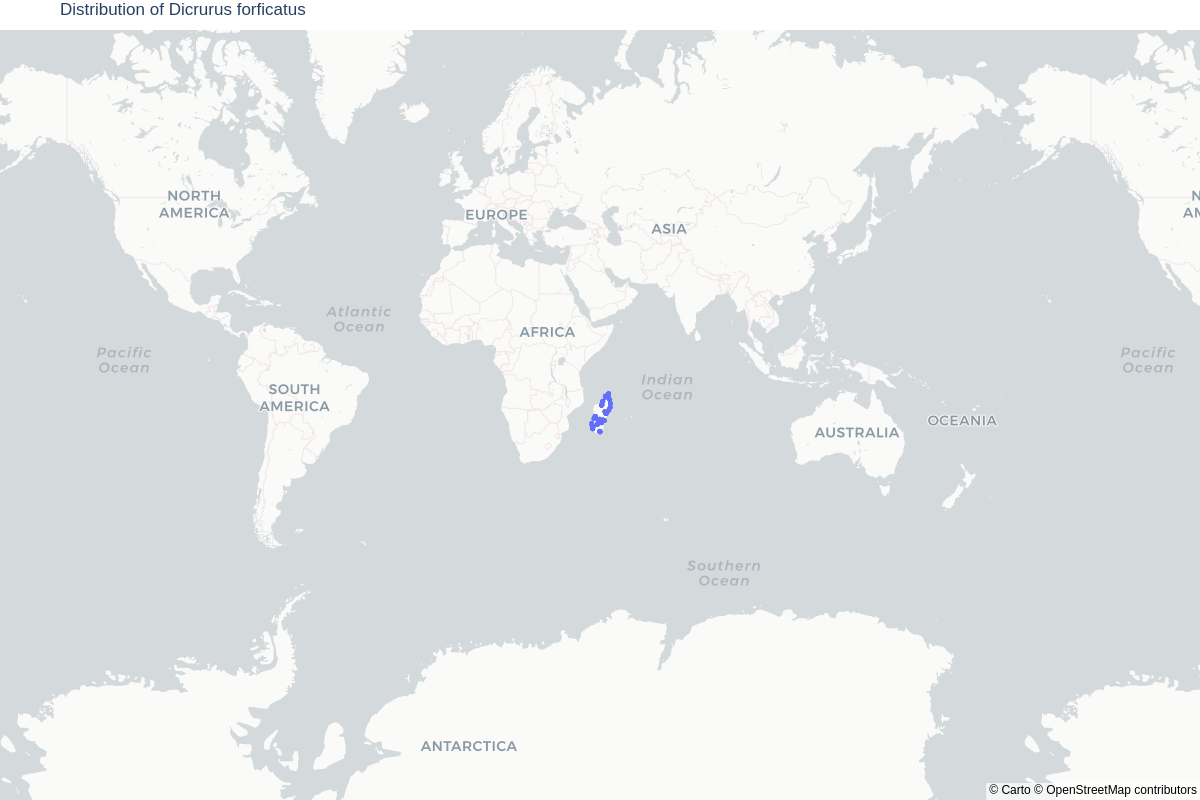 Distribution of Dicrurus forficatus
NORTH
AMERICA
EUROPE
ASIA
N
AM
Atlantic
Ocean
AFRICA
Pacific
Ocean
Pacific
Ocean
Indian
Ocean
SOUTH
AMERICA
OCEANIA
AUSTRALIA
Southern
Ocean
ANTARCTICA
© Carto © OpenStreetMap contributors